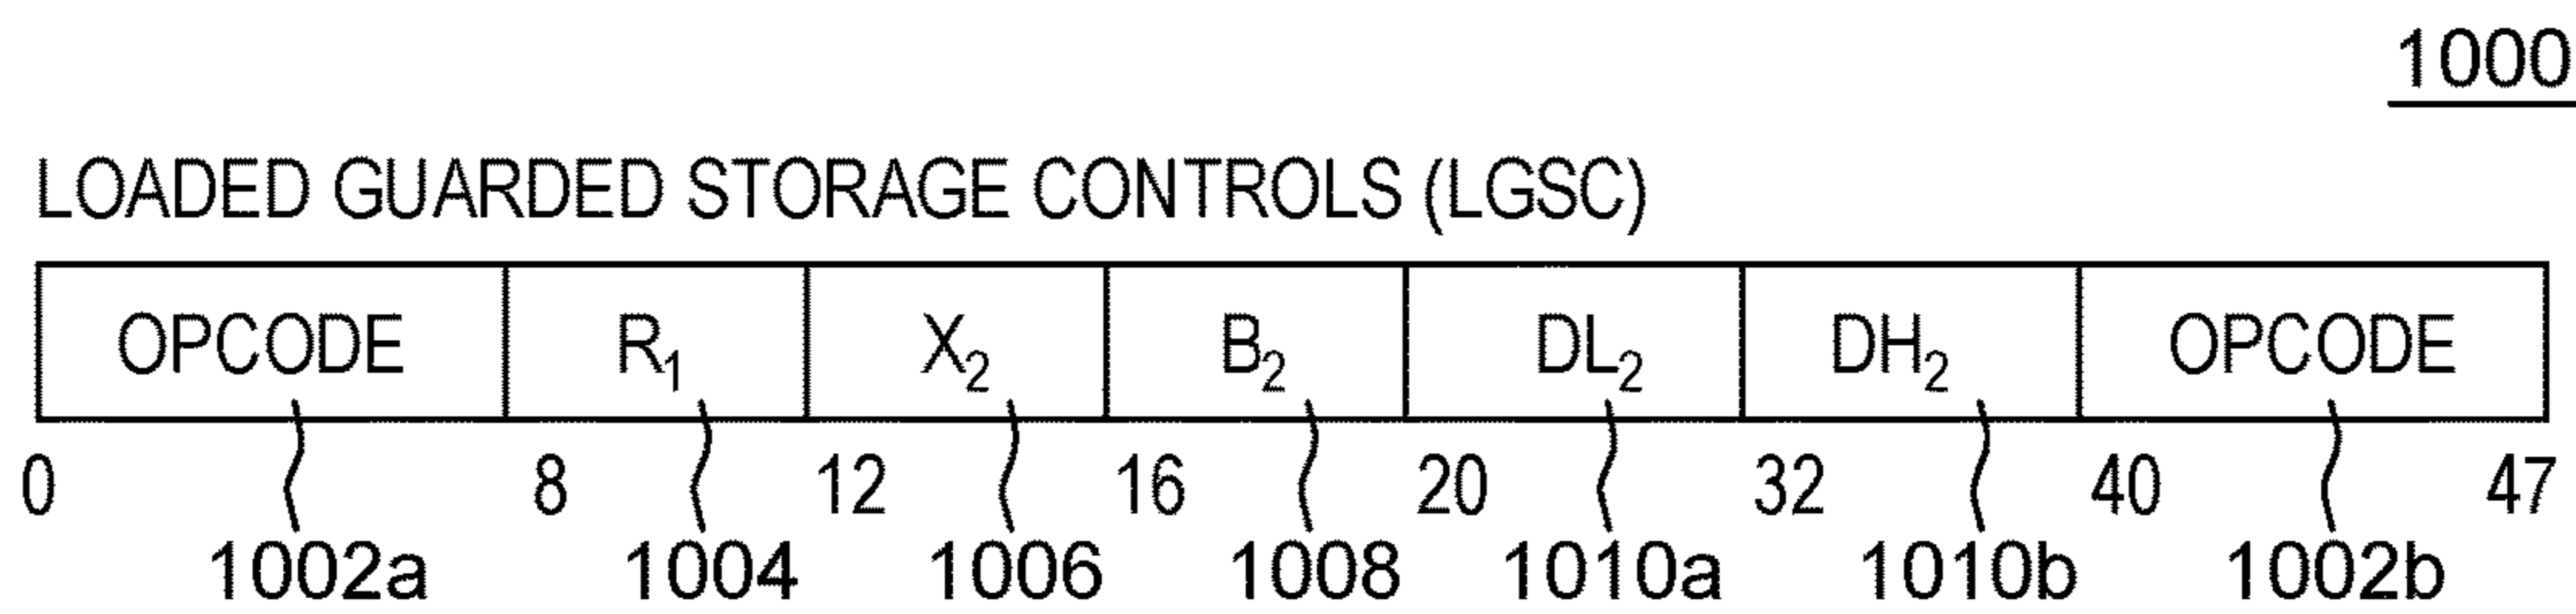 1000
LOADED GUARDED STORAGE CONTROLS (LGSC)
OPCODE R₁ X₂ B₂ DL₂ DH₂ OPCODE
0 8 12 16 20 32 40 47
1002a 1004 1006 1008 1010a 1010b 1002b